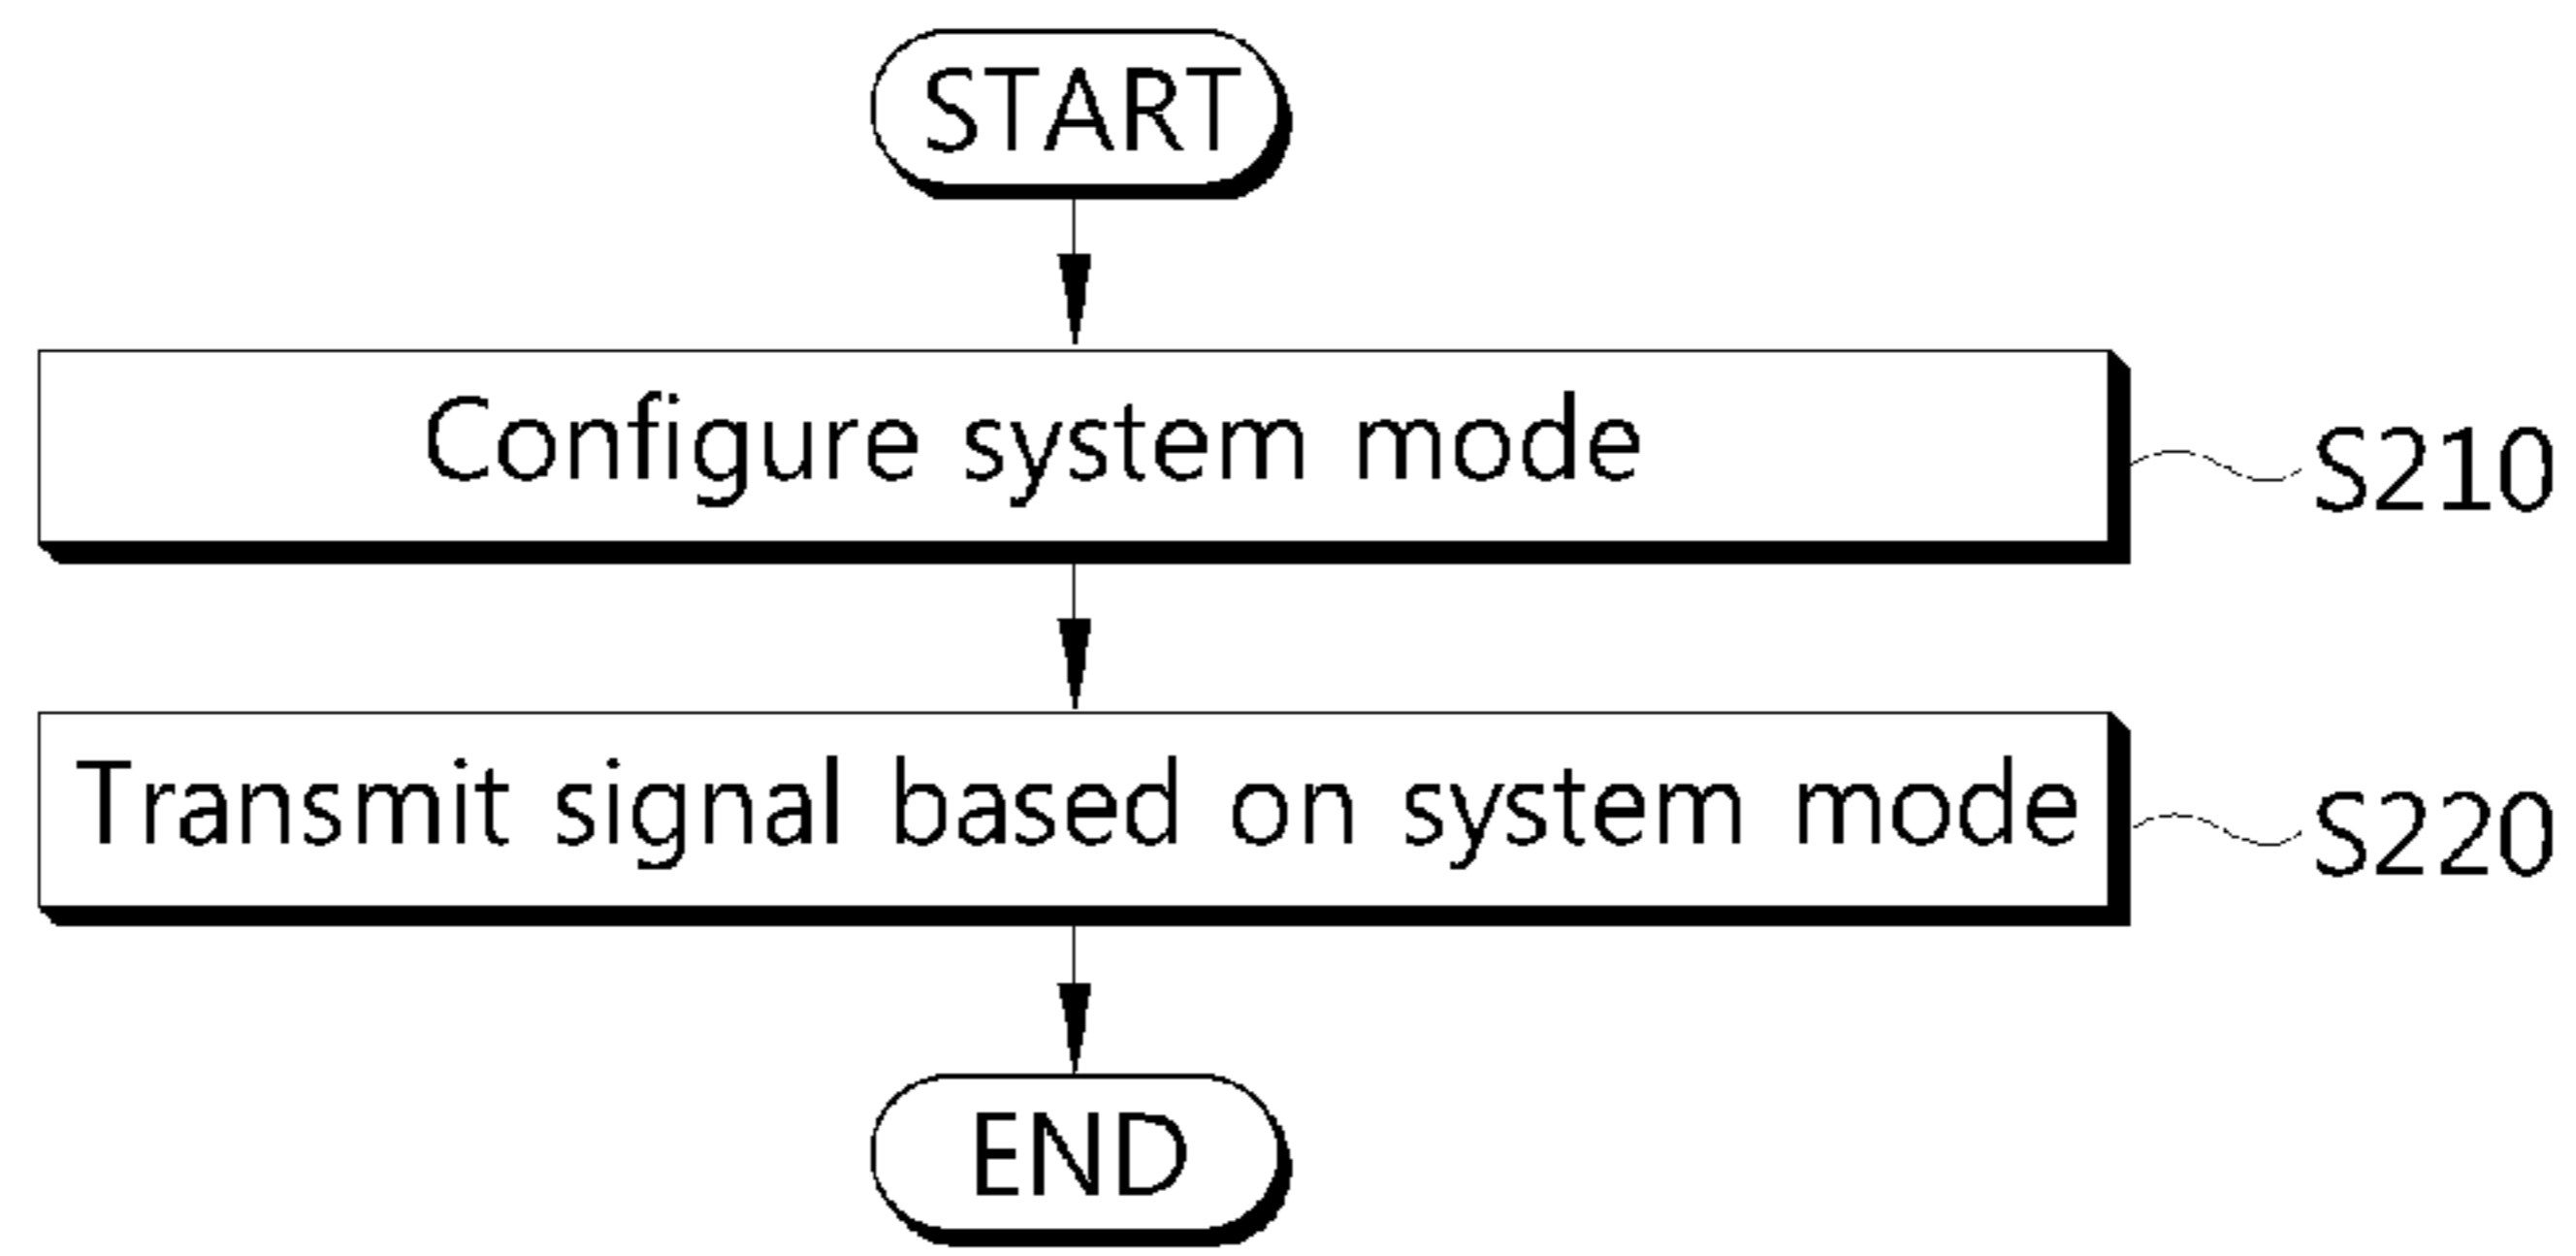 START
Configure system mode
S210
Transmit signal based on system mode
S220
END